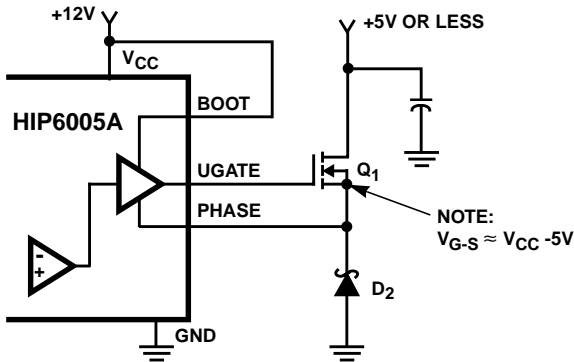 +12V
+5V OR LESS
VCC
BOOT
HIP6005A
UGATE
Q1
PHASE
NOTE:
VG-S ≈ VCC -5V
-
+
D2
GND